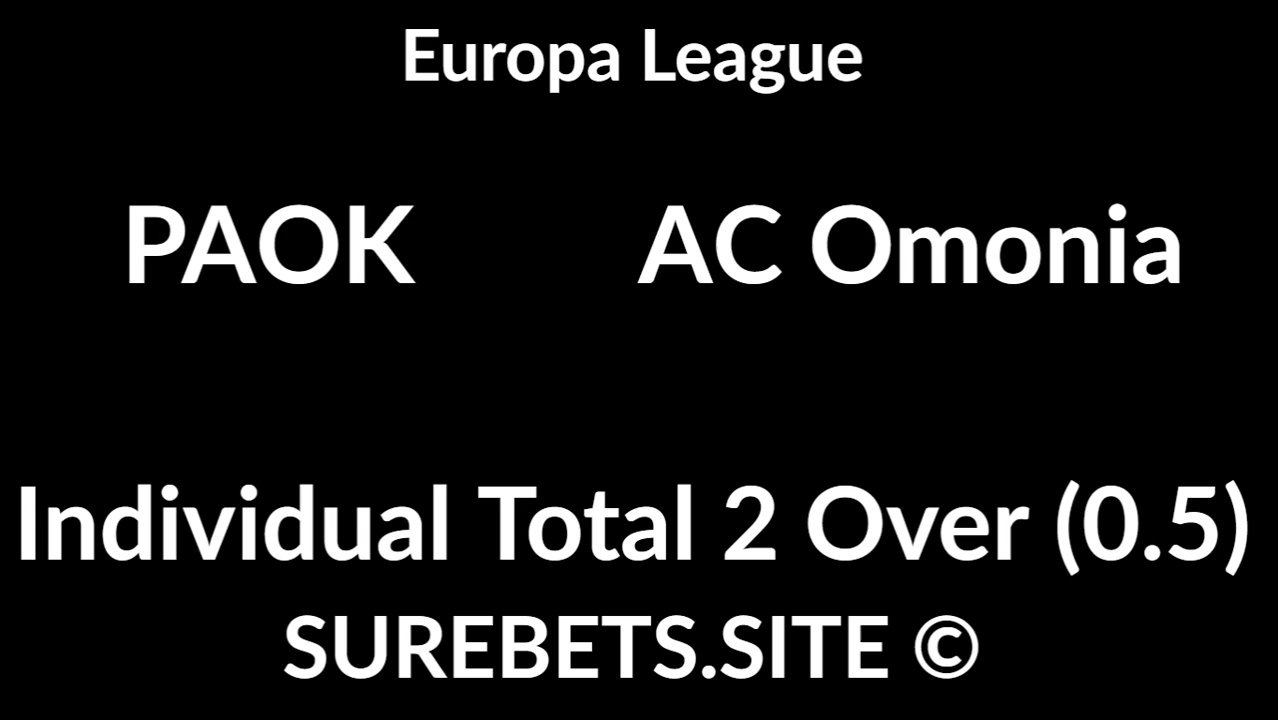 Europa League
PAOK AC Omonia
Individual Total 2 Over (0.5)
SUREBETS.SITE ©